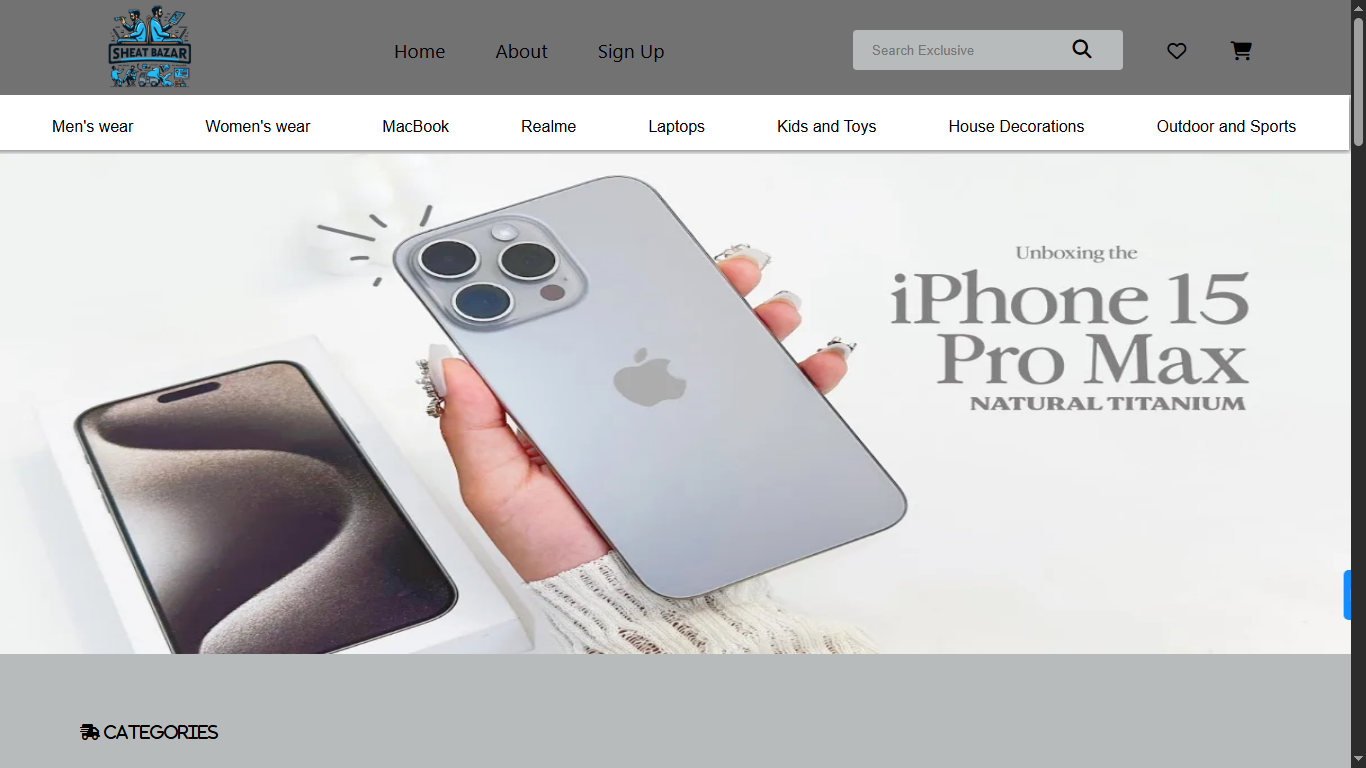 SHEAT BAZAR
Home About Sign Up Search Exclusive
Men's wear Women's wear MacBook Realme Laptops Kids and Toys House Decorations Outdoor and Sports
Unboxing the
iPhone 15
Pro Max
NATURAL TITANIUM
CATEGORIES